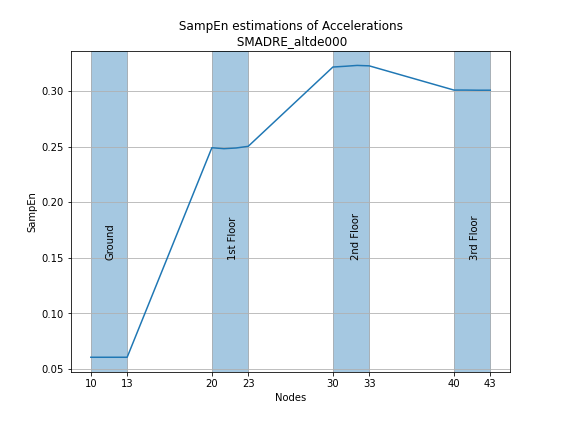 SampEn estimations of Accelerations
SMADRE_altde000
SampEn
0.30
0.25
0.20
0.15
0.10
0.05
Ground
1st Floor
2nd Floor
3rd Floor
10 13 20 23 30 33 40 43
Nodes